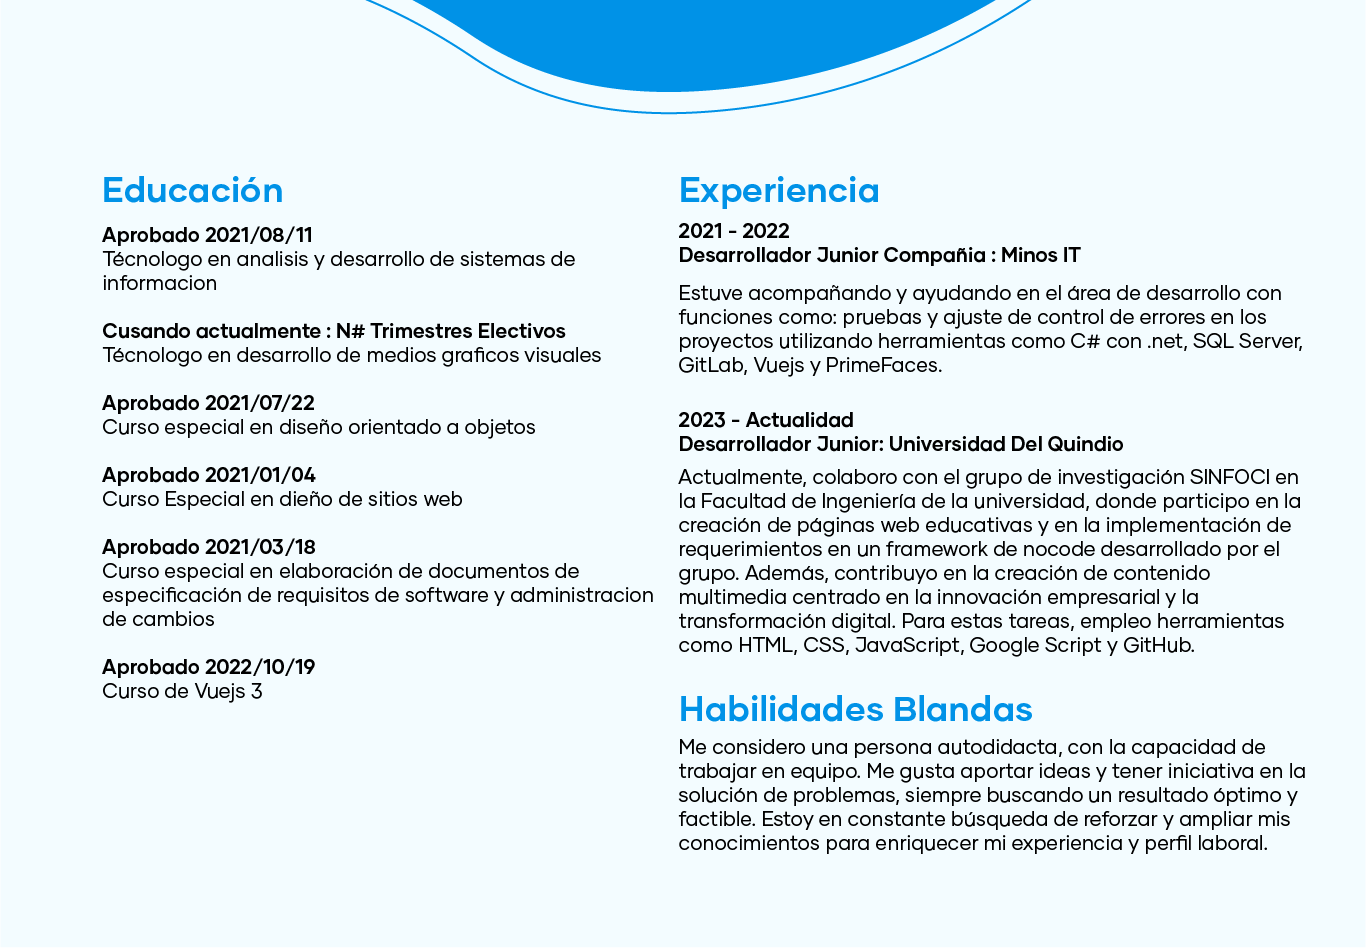 Educación
Aprobado 2021/08/11
Técnologo en analisis y desarrollo de sistemas de
informacion
Cusando actualmente : N# Trimestres Electivos
Técnologo en desarrollo de medios graficos visuales
Aprobado 2021/07/22
Curso especial en diseño orientado a objetos
Aprobado 2021/01/04
Curso Especial en dieño de sitios web
Aprobado 2021/03/18
Curso especial en elaboración de documentos de
especificación de requisitos de software y administracion
de cambios
Aprobado 2022/10/19
Curso de Vuejs 3
Experiencia
2021 - 2022
Desarrollador Junior Compañia : Minos IT
Estuve acompañando y ayudando en el área de desarrollo con
funciones como: pruebas y ajuste de control de errores en los
proyectos utilizando herramientas como C# con .net, SQL Server,
GitLab, Vuejs y PrimeFaces.
2023 - Actualidad
Desarrollador Junior: Universidad Del Quindio
Actualmente, colaboro con el grupo de investigación SINFOCI en
la Facultad de Ingeniería de la universidad, donde participo en la
creación de páginas web educativas y en la implementación de
requerimientos en un framework de nocode desarrollado por el
grupo. Además, contribuyo en la creación de contenido
multimedia centrado en la innovación empresarial y la
transformación digital. Para estas tareas, empleo herramientas
como HTML, CSS, JavaScript, Google Script y GitHub.
Habilidades Blandas
Me considero una persona autodidacta, con la capacidad de
trabajar en equipo. Me gusta aportar ideas y tener iniciativa en la
solución de problemas, siempre buscando un resultado óptimo y
factible. Estoy en constante búsqueda de reforzar y ampliar mis
conocimientos para enriquecer mi experiencia y perfil laboral.